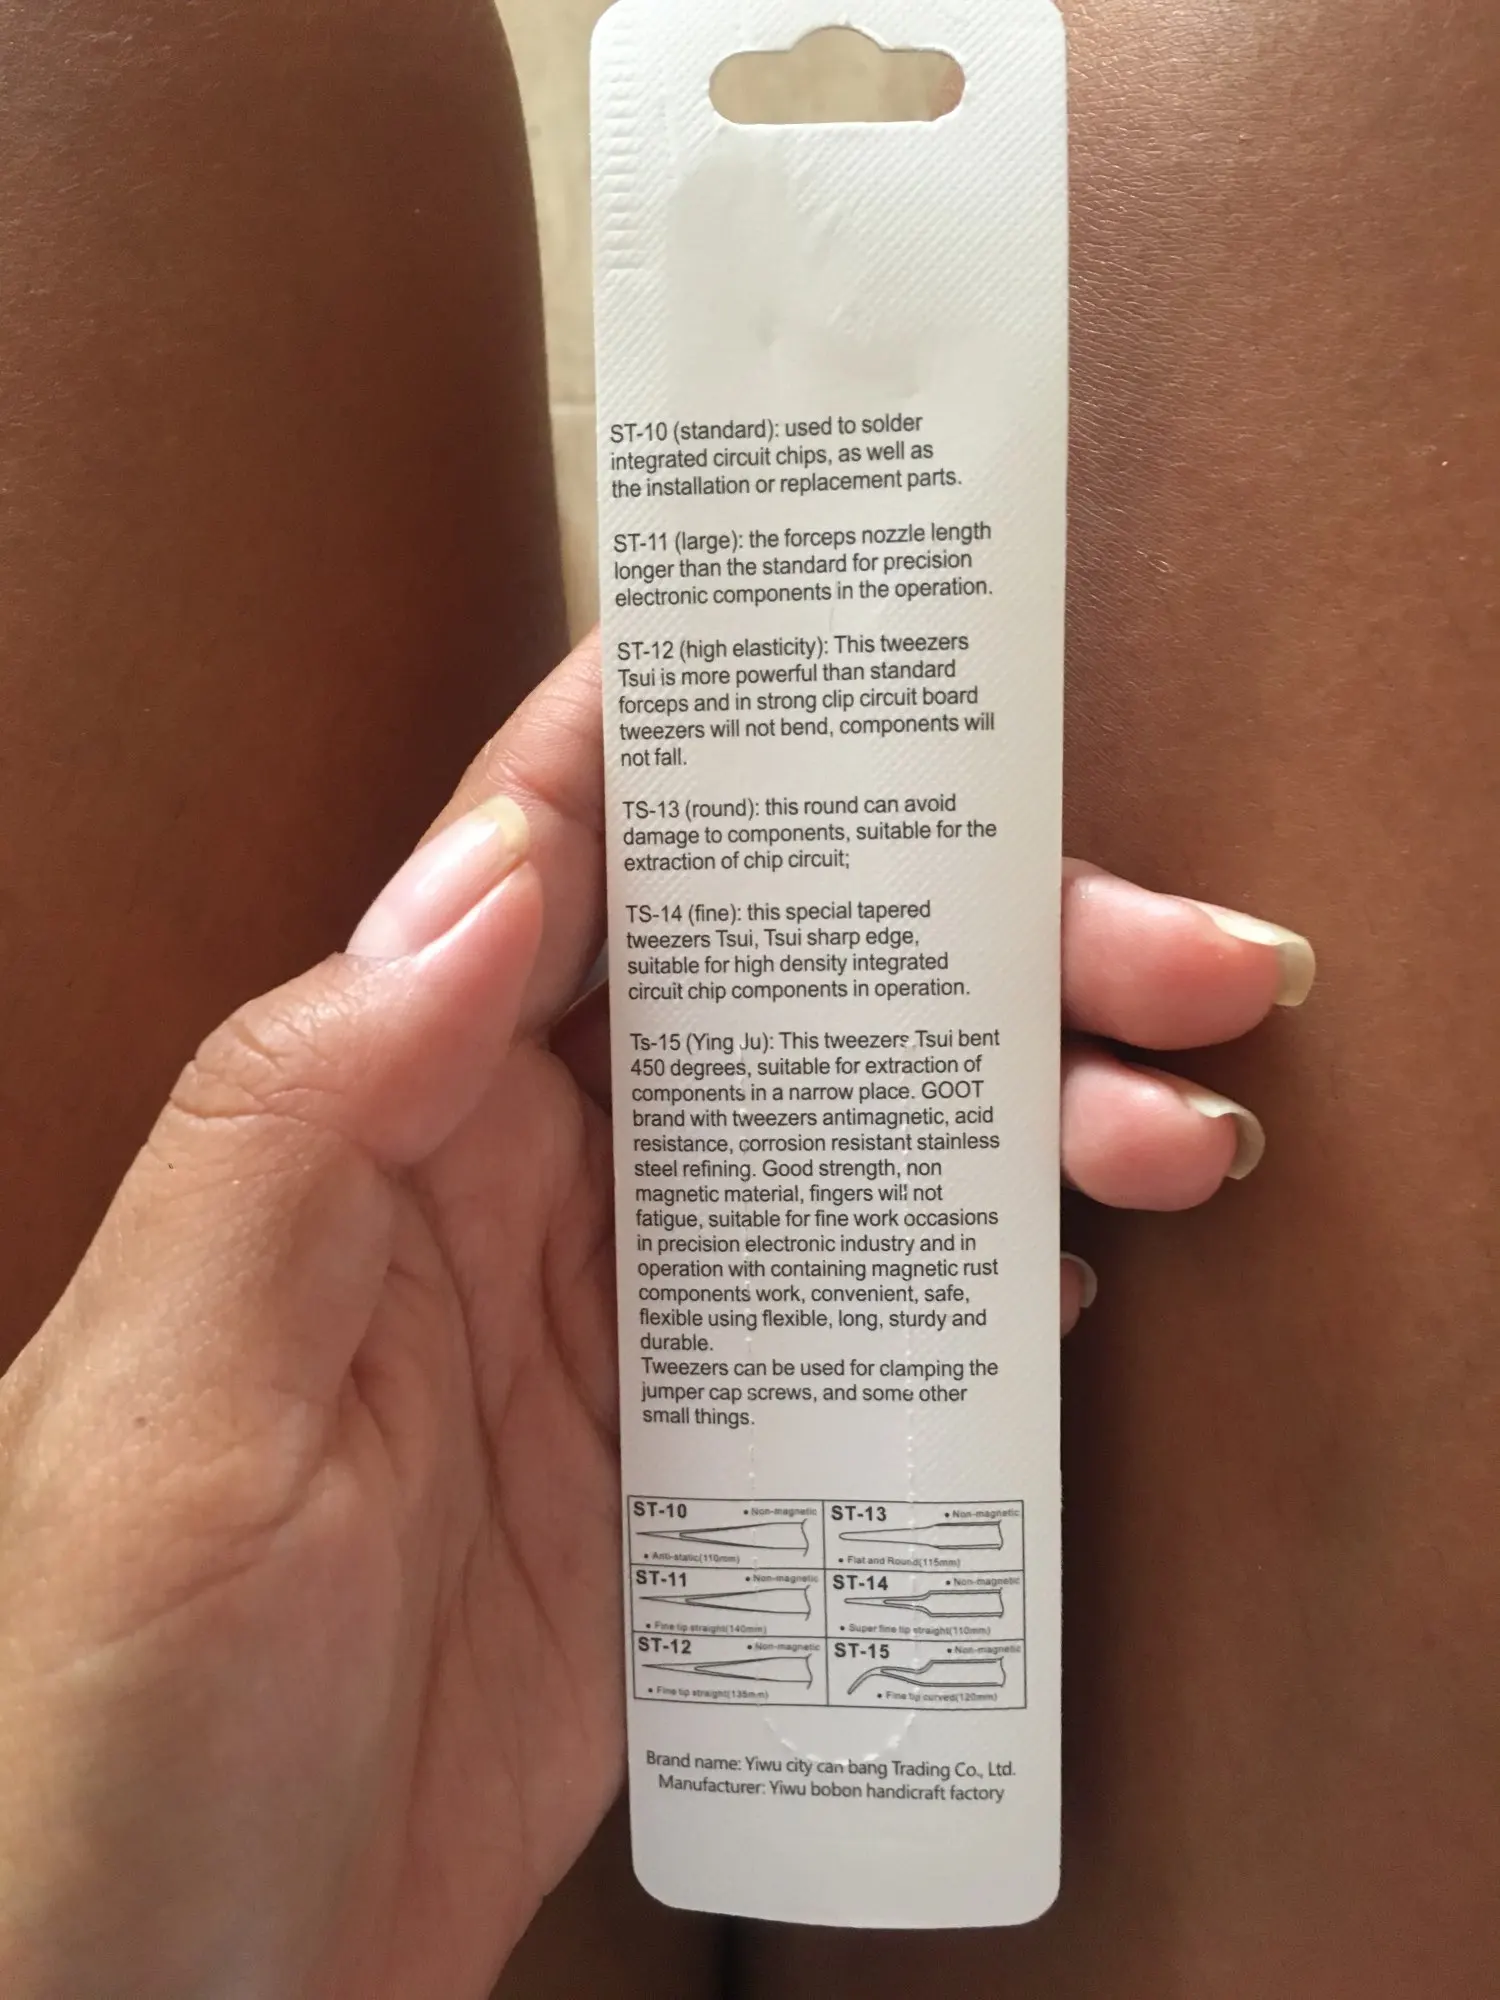 ST-10 (standard): used to solder
integrated circuit chips, as well as
the installation or replacement parts.
ST-11 (large): the forceps nozzle length
longer than the standard for precision
electronic components in the operation.
ST-12 (high elasticity): This tweezers
Tsui is more powerful than standard
forceps and in strong clip circuit board
tweezers will not bend, components will
not fall.
TS-13 (round): this round can avoid
damage to components, suitable for the
extraction of chip circuit;
TS-14 (fine): this special tapered
tweezers Tsui, Tsui sharp edge,
suitable for high density integrated
circuit chip components in operation.
Ts-15 (Ying Ju): This tweezers Tsui bent
450 degrees, suitable for extraction of
components in a narrow place. GOOT
brand with tweezers antimagnetic, acid
resistance, corrosion resistant stainless
steel refining. Good strength, non
magnetic material, fingers will not
fatigue, suitable for fine work occasions
in precision electronic industry and in
operation with containing magnetic rust
components work, convenient, safe,
flexible using flexible, long, sturdy and
durable.
Tweezers can be used for clamping the
jumper cap screws, and some other
small things.
ST-10 • Non-magnetic
• Anti-static(110mm)
ST-11 • Non-magnetic
• Fine tip straight(140mm)
ST-12 • Non-magnetic
• Fine tip straight(135mm)
ST-13 • Non-magnetic
• Flat and Round(115mm)
ST-14 • Non-magnetic
• Super fine tip straight(110mm)
ST-15 • Non-magnetic
• Fine tip curved(120mm)
Brand name: Yiwu city can bang Trading Co., Ltd.
Manufacturer: Yiwu bobon handicraft factory